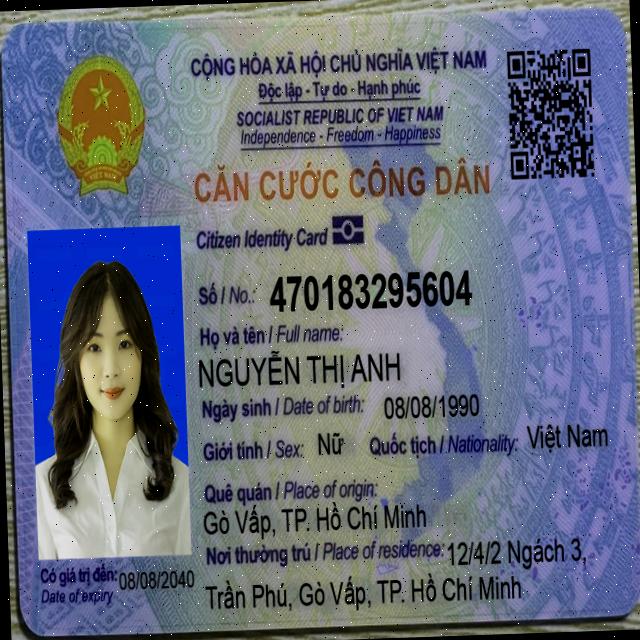 CỘNG HÒA XÃ HỘI CHỦ NGHĨA VIỆT NAM
Độc lập - Tự do - Hạnh phúc
SOCIALIST REPUBLIC OF VIET NAM
Independence - Freedom - Happiness
CĂN CƯỚC CÔNG DÂN
Citizen Identity Card
Số / No.: 470183295604
Họ và tên / Full name:
NGUYỄN THỊ ANH
Ngày sinh / Date of birth: 08/08/1990
Giới tính / Sex: Nữ Quốc tịch / Nationality: Việt Nam
Quê quán / Place of origin:
Gò Vấp, TP. Hồ Chí Minh
Nơi thường trú / Place of residence: 12/4/2 Ngách 3,
Trần Phú, Gò Vấp, TP. Hồ Chí Minh
Có giá trị đến: 08/08/2040
Date of expiry
VIỆT NAM